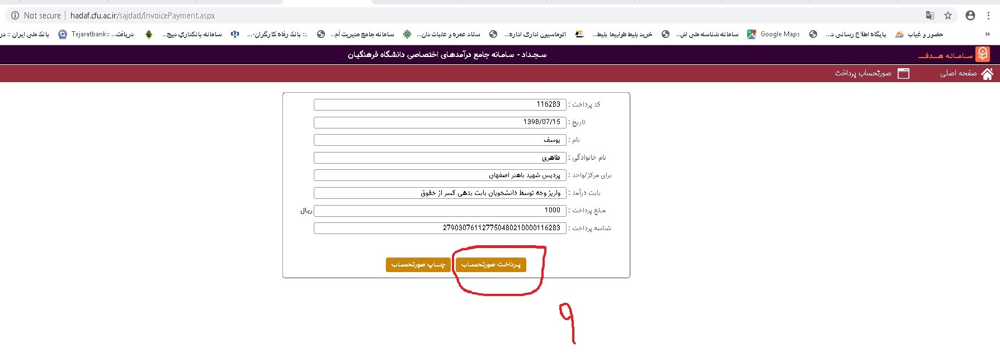 Not secure | hadaf.cfu.ac.ir/sajdad/InvoicePayment.aspx
حضور و غیاب
پایگاه اطلاع رسانی د...
Google Maps
سامانه شناسه ملی اش...
خرید بلیط هواپیما بلیط...
اتوماسیون اداری اداره...
ستاد عمره و عتبات دان...
سامانه جامع مدیریت آم...
::. بانک رفاه کارگران-...
سامانه بانکداري ديج...
Tejaratbank::‎ دریافت...
بانک ملی ایران :: در
»
سامانه هدف
سجداد - سامانه جامع درآمدهای اختصاصی دانشگاه فرهنگیان
صفحه اصلی
صورتحساب پرداخت
کد پرداخت : 116283
تاریخ : 1398/07/15
نام : یوسف
نام خانوادگی : طاهری
برای مرکز/واحد : پردیس شهید باهنر اصفهان
بابت درآمد : واریز وجه توسط دانشجویان بابت بدهی کسر از حقوق
مبلغ پرداخت : 1000 ریال
شناسه پرداخت : 279030761127750480210000116283
پرداخت صورتحساب
چاپ صورتحساب
۹